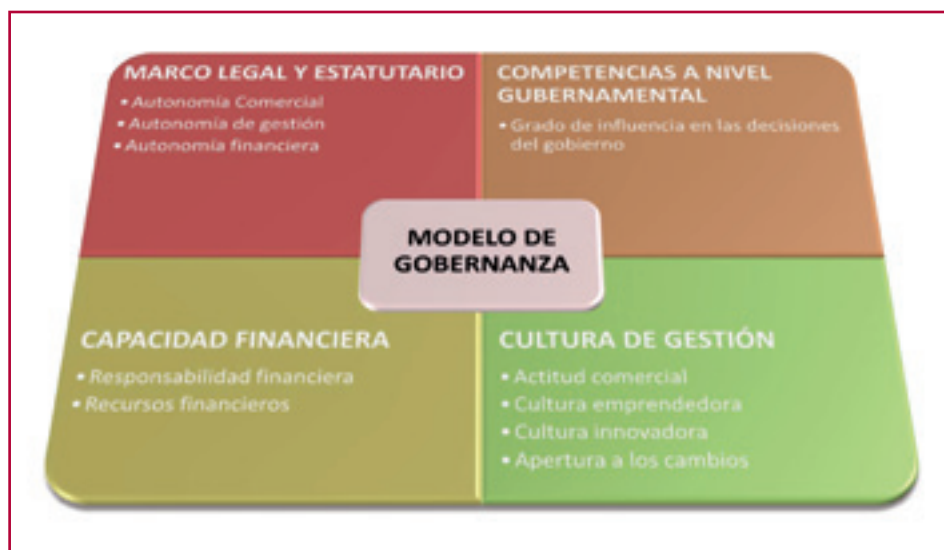 MARCO LEGAL Y ESTATUTARIO
• Autonomía Comercial
• Autonomía de gestión
• Autonomía financiera
COMPETENCIAS A NIVEL
GUBERNAMENTAL
• Grado de influencia en las decisiones
del gobierno
MODELO DE
GOBERNANZA
CAPACIDAD FINANCIERA
• Responsabilidad financiera
• Recursos financieros
CULTURA DE GESTIÓN
• Actitud comercial
• Cultura emprendedora
• Cultura innovadora
• Apertura a los cambios